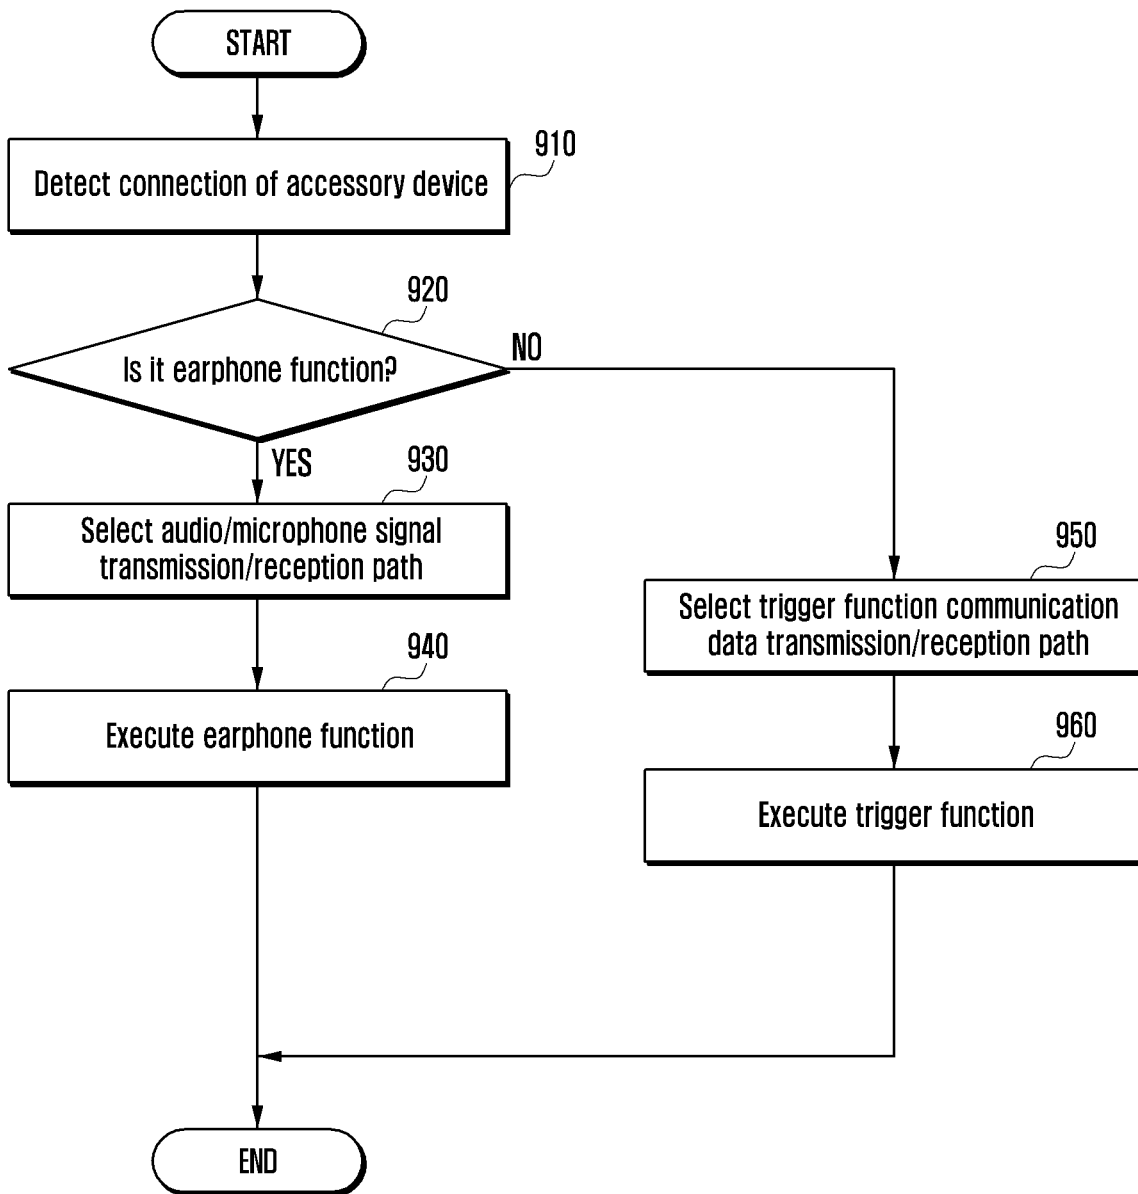 START
910
Detect connection of accessory device
920
Is it earphone function?
NO
YES
930
Select audio/microphone signal
transmission/reception path
940
Execute earphone function
950
Select trigger function communication
data transmission/reception path
960
Execute trigger function
END